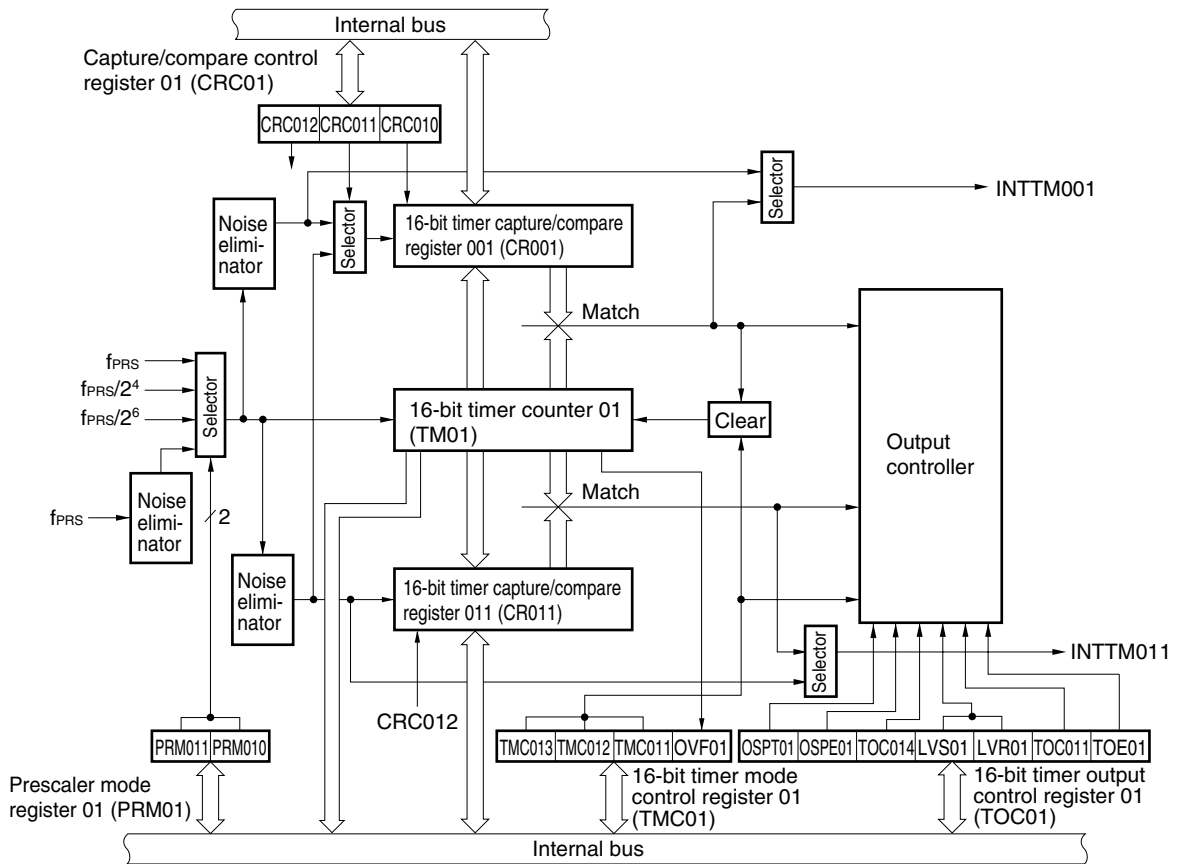 Internal bus
Capture/compare control
register 01 (CRC01)
CRC012 CRC011 CRC010
Selector
INTTM001
Noise
elimi-
nator
Selector
16-bit timer capture/compare
register 001 (CR001)
Match
fPRS
fPRS/2⁴
fPRS/2⁶
Selector
16-bit timer counter 01
(TM01)
Clear
Output
controller
fPRS
Noise
elimi-
nator
2
Match
Noise
elimi-
nator
16-bit timer capture/compare
register 011 (CR011)
Selector
INTTM011
CRC012
PRM011 PRM010
TMC013 TMC012 TMC011 OVF01
OSPT01 OSPE01 TOC014 LVS01 LVR01 TOC011 TOE01
Prescaler mode
register 01 (PRM01)
16-bit timer mode
control register 01
(TMC01)
16-bit timer output
control register 01
(TOC01)
Internal bus